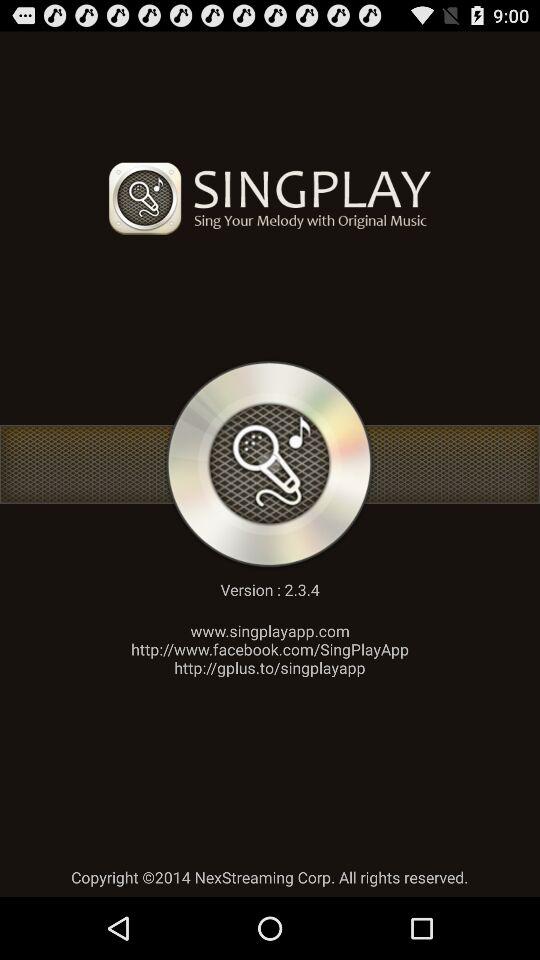 9:00
SINGPLAY
Sing Your Melody with Original Music
Version : 2.3.4
www.singplayapp.com
http://www.facebook.com/SingPlayApp
http://gplus.to/singplayapp
Copyright ©2014 NexStreaming Corp. All rights reserved.